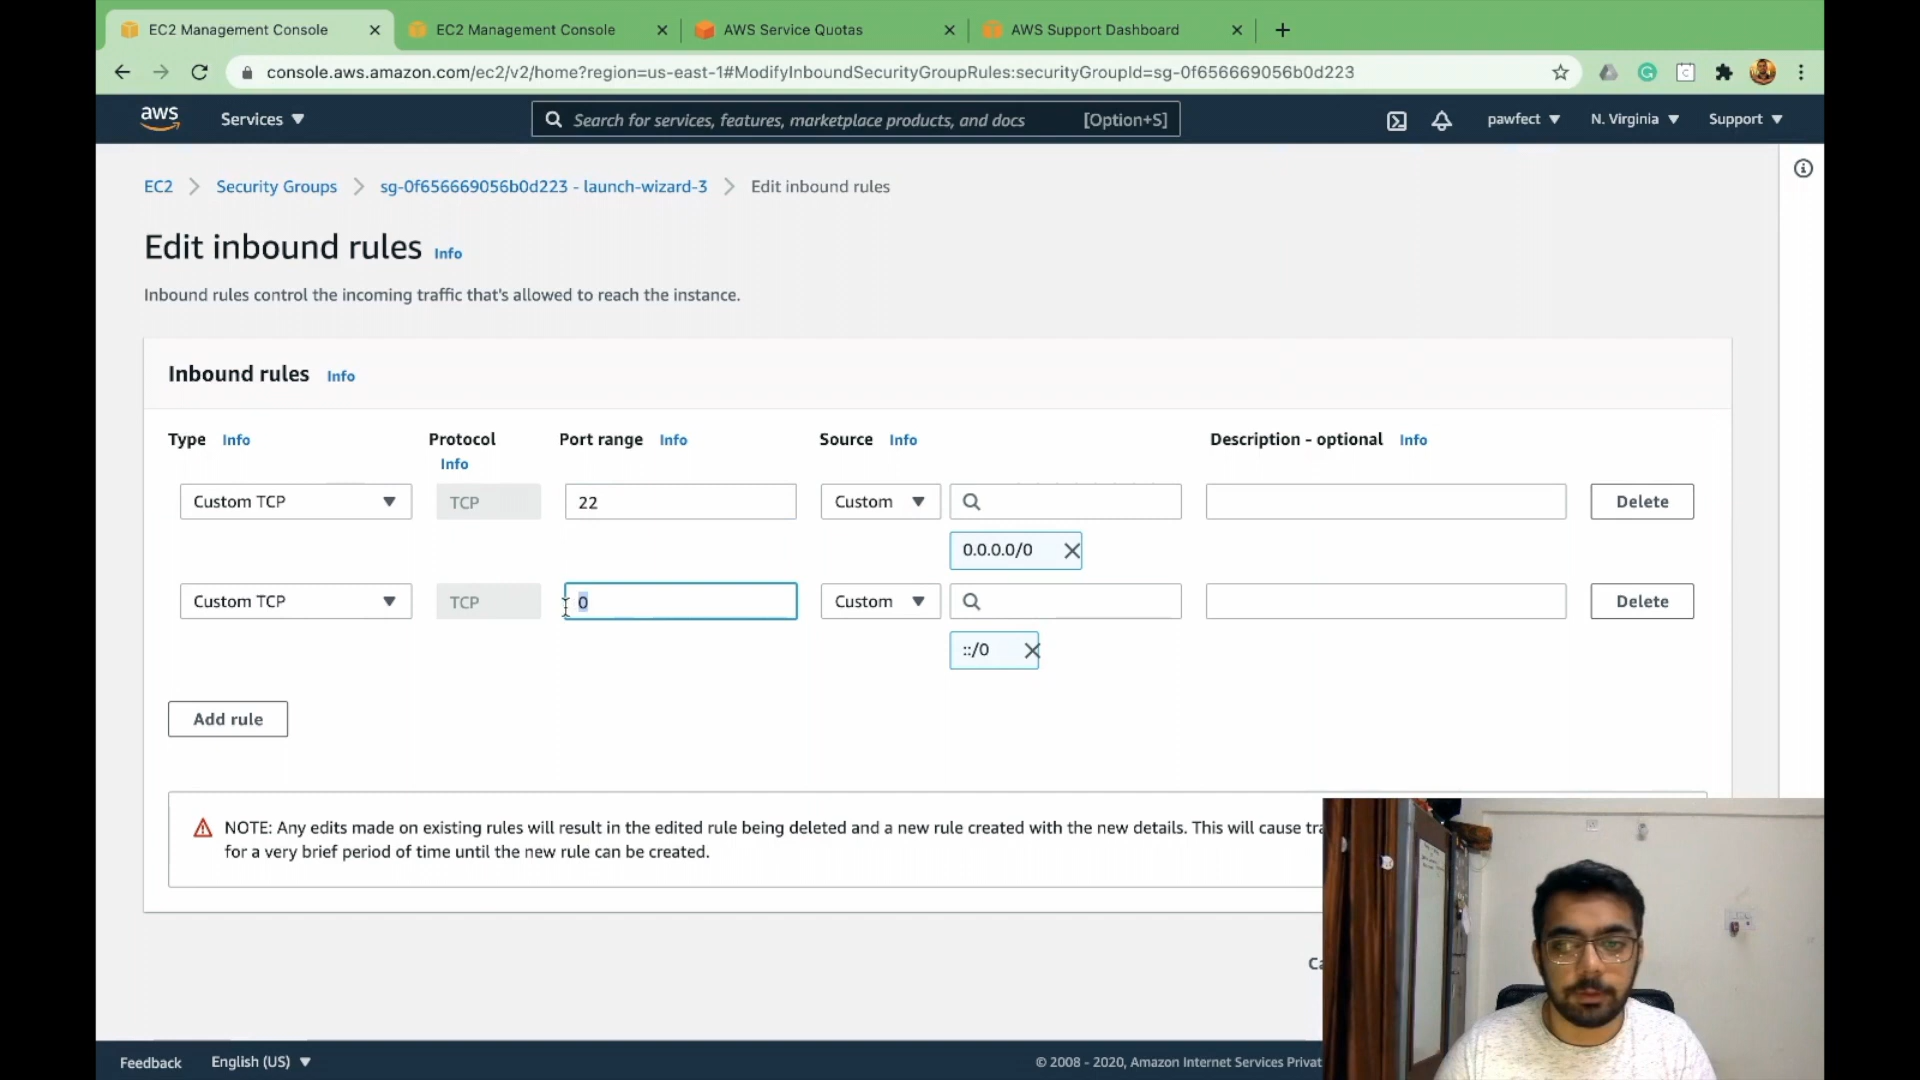 EC2 Management Console
EC2 Management Console
AWS Service Quotas
AWS Support Dashboard
console.aws.amazon.com/ec2/v2/home?region=us-east-1#ModifyInboundSecurityGroupRules:securityGroupId=sg-0f656669056b0d223
aws
Services
Search for services, features, marketplace products, and docs
[Option+S]
pawfect
N. Virginia
Support
EC2
Security Groups
sg-0f656669056b0d223 - launch-wizard-3
Edit inbound rules
Edit inbound rules Info
Inbound rules control the incoming traffic that's allowed to reach the instance.
Inbound rules Info
Type Info
Protocol
Info
Port range Info
Source Info
Description - optional Info
Custom TCP
TCP
22
Custom
Delete
0.0.0.0/0
Custom TCP
TCP
0
Custom
Delete
::/0
Add rule
NOTE: Any edits made on existing rules will result in the edited rule being deleted and a new rule created with the new details. This will cause
for a very brief period of time until the new rule can be created.
Feedback
English (US)
© 2008 - 2020, Amazon Internet Services Privat